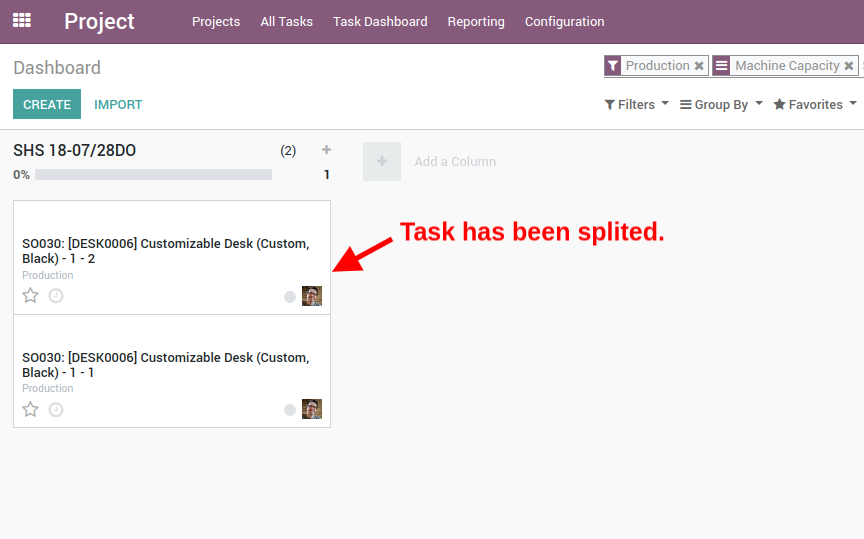 Project Projects All Tasks Task Dashboard Reporting Configuration
Dashboard
Production ✖ Machine Capacity ✖
CREATE IMPORT
Filters Group By Favorites
SHS 18-07/28DO (2) +
0% 1
+ Add a Column
Task has been splited.
SO030: [DESK0006] Customizable Desk (Custom,
Black) - 1 - 2
Production
SO030: [DESK0006] Customizable Desk (Custom,
Black) - 1 - 1
Production